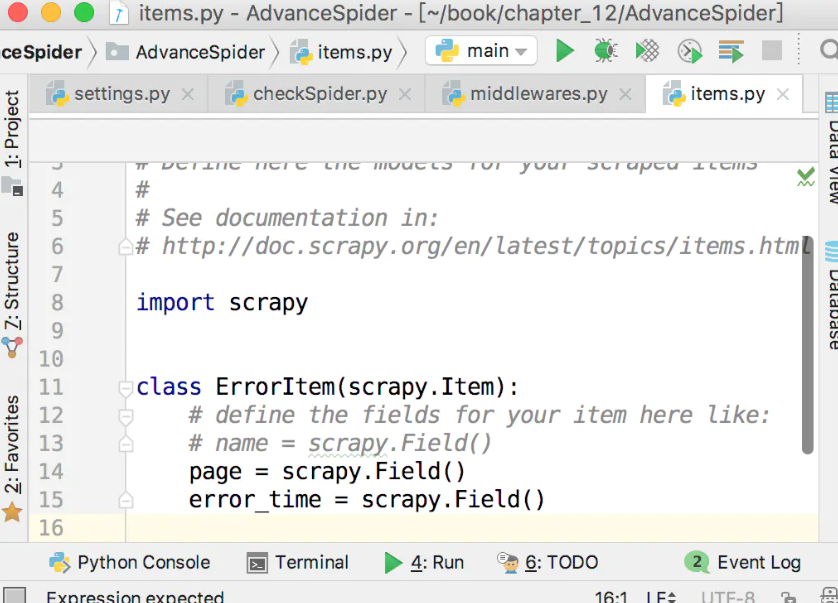 items.py - AdvanceSpider - [~/book/chapter_12/AdvanceSpider]
ceSpider AdvanceSpider items.py main
settings.py checkSpider.py middlewares.py items.py
1: Project
Z: Structure
2: Favorites
3 # Define here the models for your scraped items
4 #
5 # See documentation in:
6 # http://doc.scrapy.org/en/latest/topics/items.html
7
8 import scrapy
9
10
11 class ErrorItem(scrapy.Item):
12 # define the fields for your item here like:
13 # name = scrapy.Field()
14 page = scrapy.Field()
15 error_time = scrapy.Field()
16
Data View
Database
Python Console Terminal 4: Run 6: TODO 2 Event Log
Expression expected 16:1 LF UTF-8